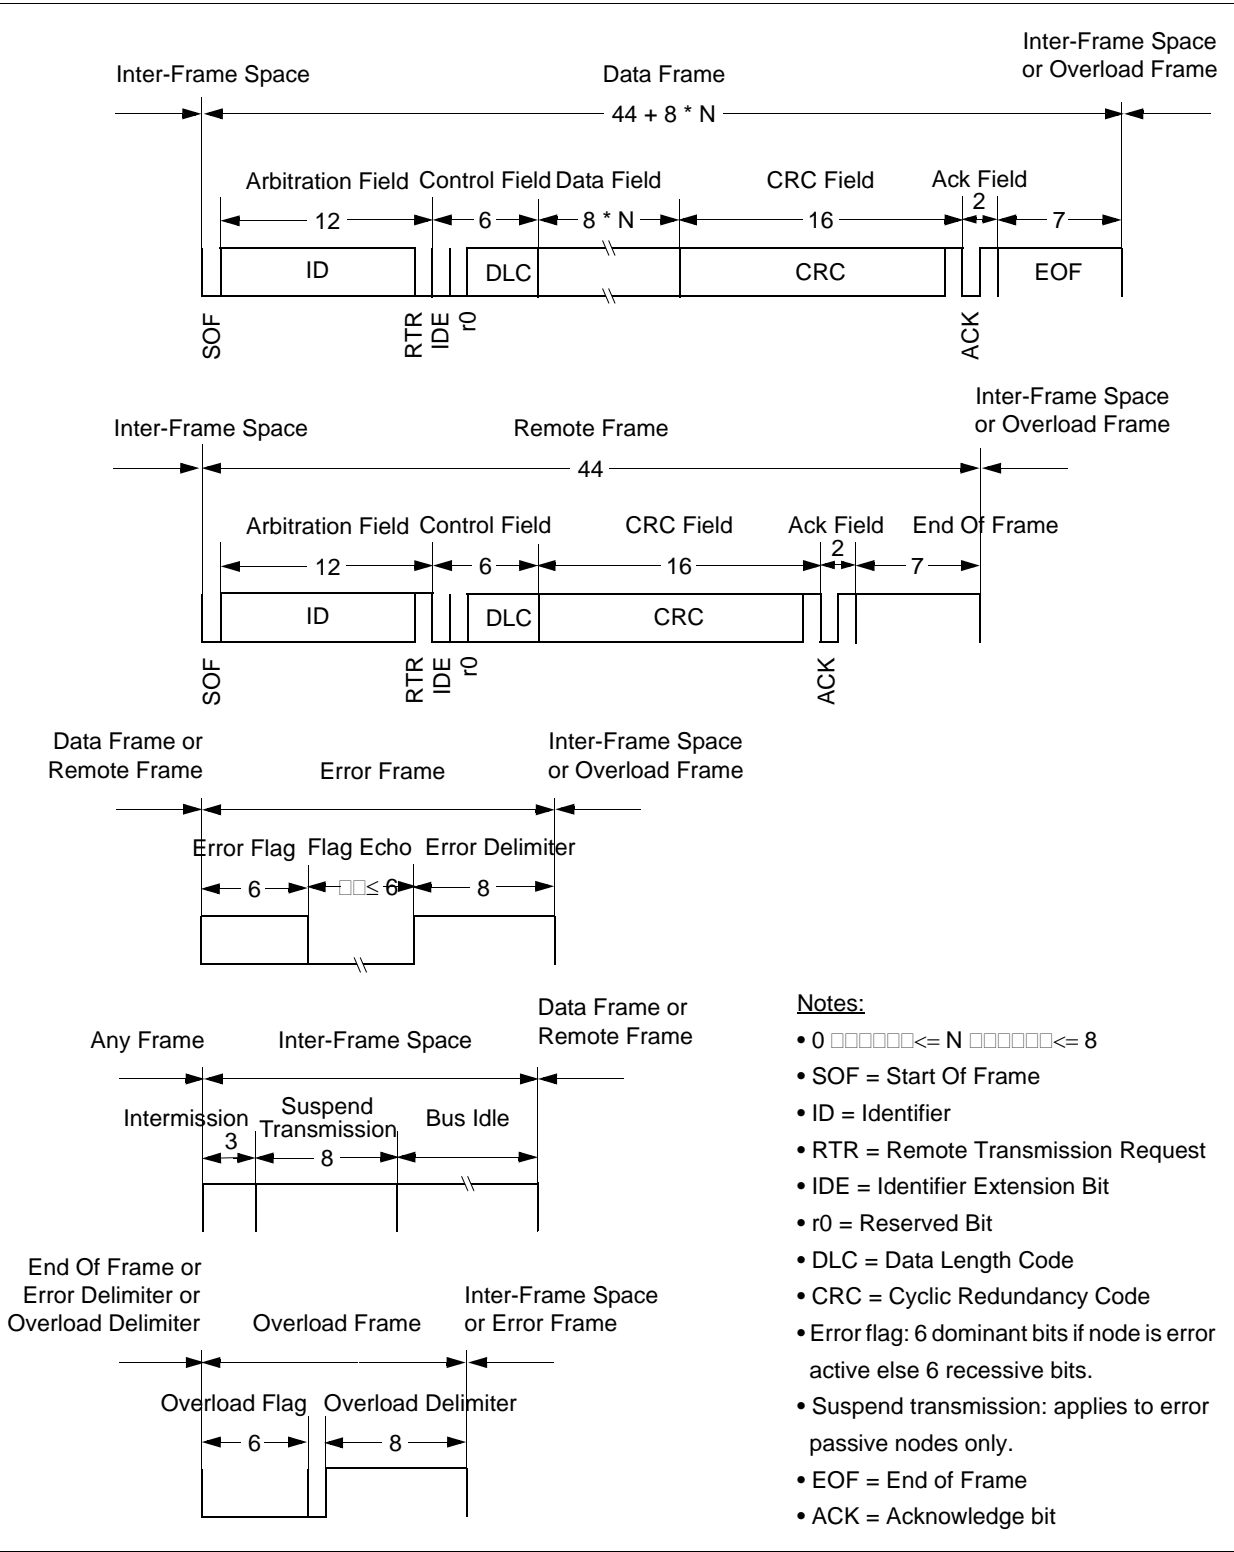 Inter-Frame Space
or Overload Frame
Inter-Frame Space
Data Frame
44 + 8 * N
Arbitration Field
Control Field
Data Field
CRC Field
Ack Field
12
6
8 * N
16
2
7
ID
DLC
CRC
EOF
SOF
RTR
IDE
r0
ACK
Inter-Frame Space
or Overload Frame
Inter-Frame Space
Remote Frame
44
Arbitration Field
Control Field
CRC Field
Ack Field
End Of Frame
12
6
16
2
7
ID
DLC
CRC
SOF
RTR
IDE
r0
ACK
Data Frame or
Remote Frame
Error Frame
Inter-Frame Space
or Overload Frame
Error Flag
Flag Echo
Error Delimiter
6
□□≤ 6
8
Any Frame
Inter-Frame Space
Data Frame or
Remote Frame
Intermission
Suspend
Transmission
Bus Idle
3
8
End Of Frame or
Error Delimiter or
Overload Delimiter
Overload Frame
Inter-Frame Space
or Error Frame
Overload Flag
Overload Delimiter
6
8
Notes:
• 0 □□□□□□<= N □□□□□□<= 8
• SOF = Start Of Frame
• ID = Identifier
• RTR = Remote Transmission Request
• IDE = Identifier Extension Bit
• r0 = Reserved Bit
• DLC = Data Length Code
• CRC = Cyclic Redundancy Code
• Error flag: 6 dominant bits if node is error
active else 6 recessive bits.
• Suspend transmission: applies to error
passive nodes only.
• EOF = End of Frame
• ACK = Acknowledge bit